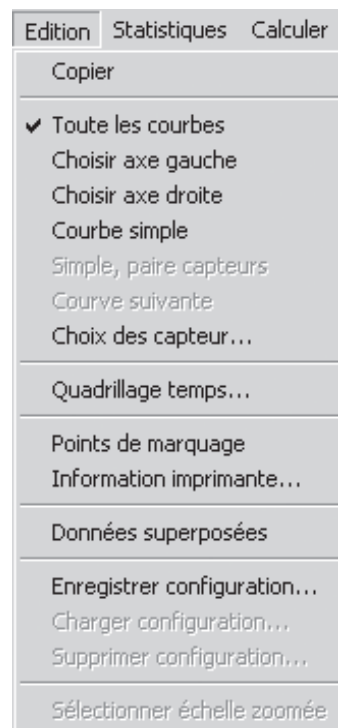 Edition Statistiques Calculer
Copier
Toute les courbes
Choisir axe gauche
Choisir axe droite
Courbe simple
Simple, paire capteurs
Courve suivante
Choix des capteur...
Quadrillage temps...
Points de marquage
Information imprimante...
Données superposées
Enregistrer configuration...
Charger configuration...
Supprimer configuration...
Sélectionner échelle zoomée